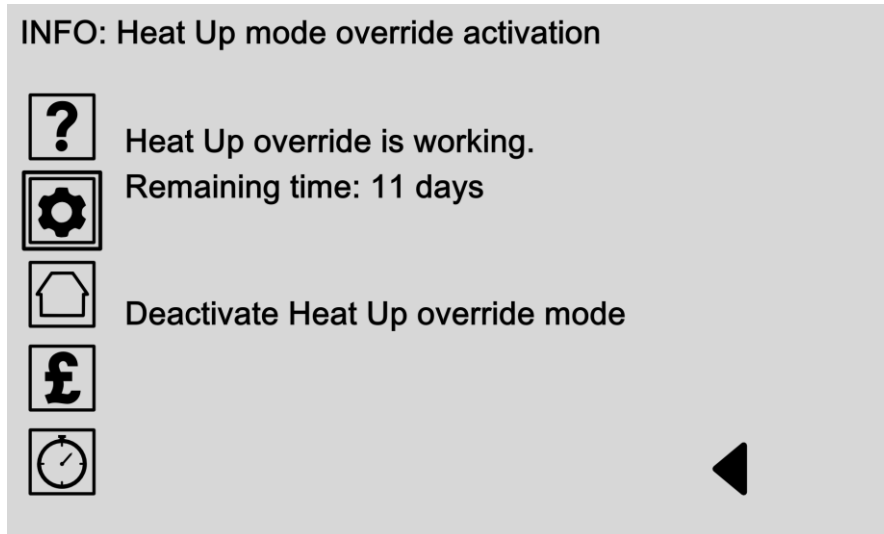 INFO: Heat Up mode override activation
?
Heat Up override is working.
Remaining time: 11 days
Deactivate Heat Up override mode
£